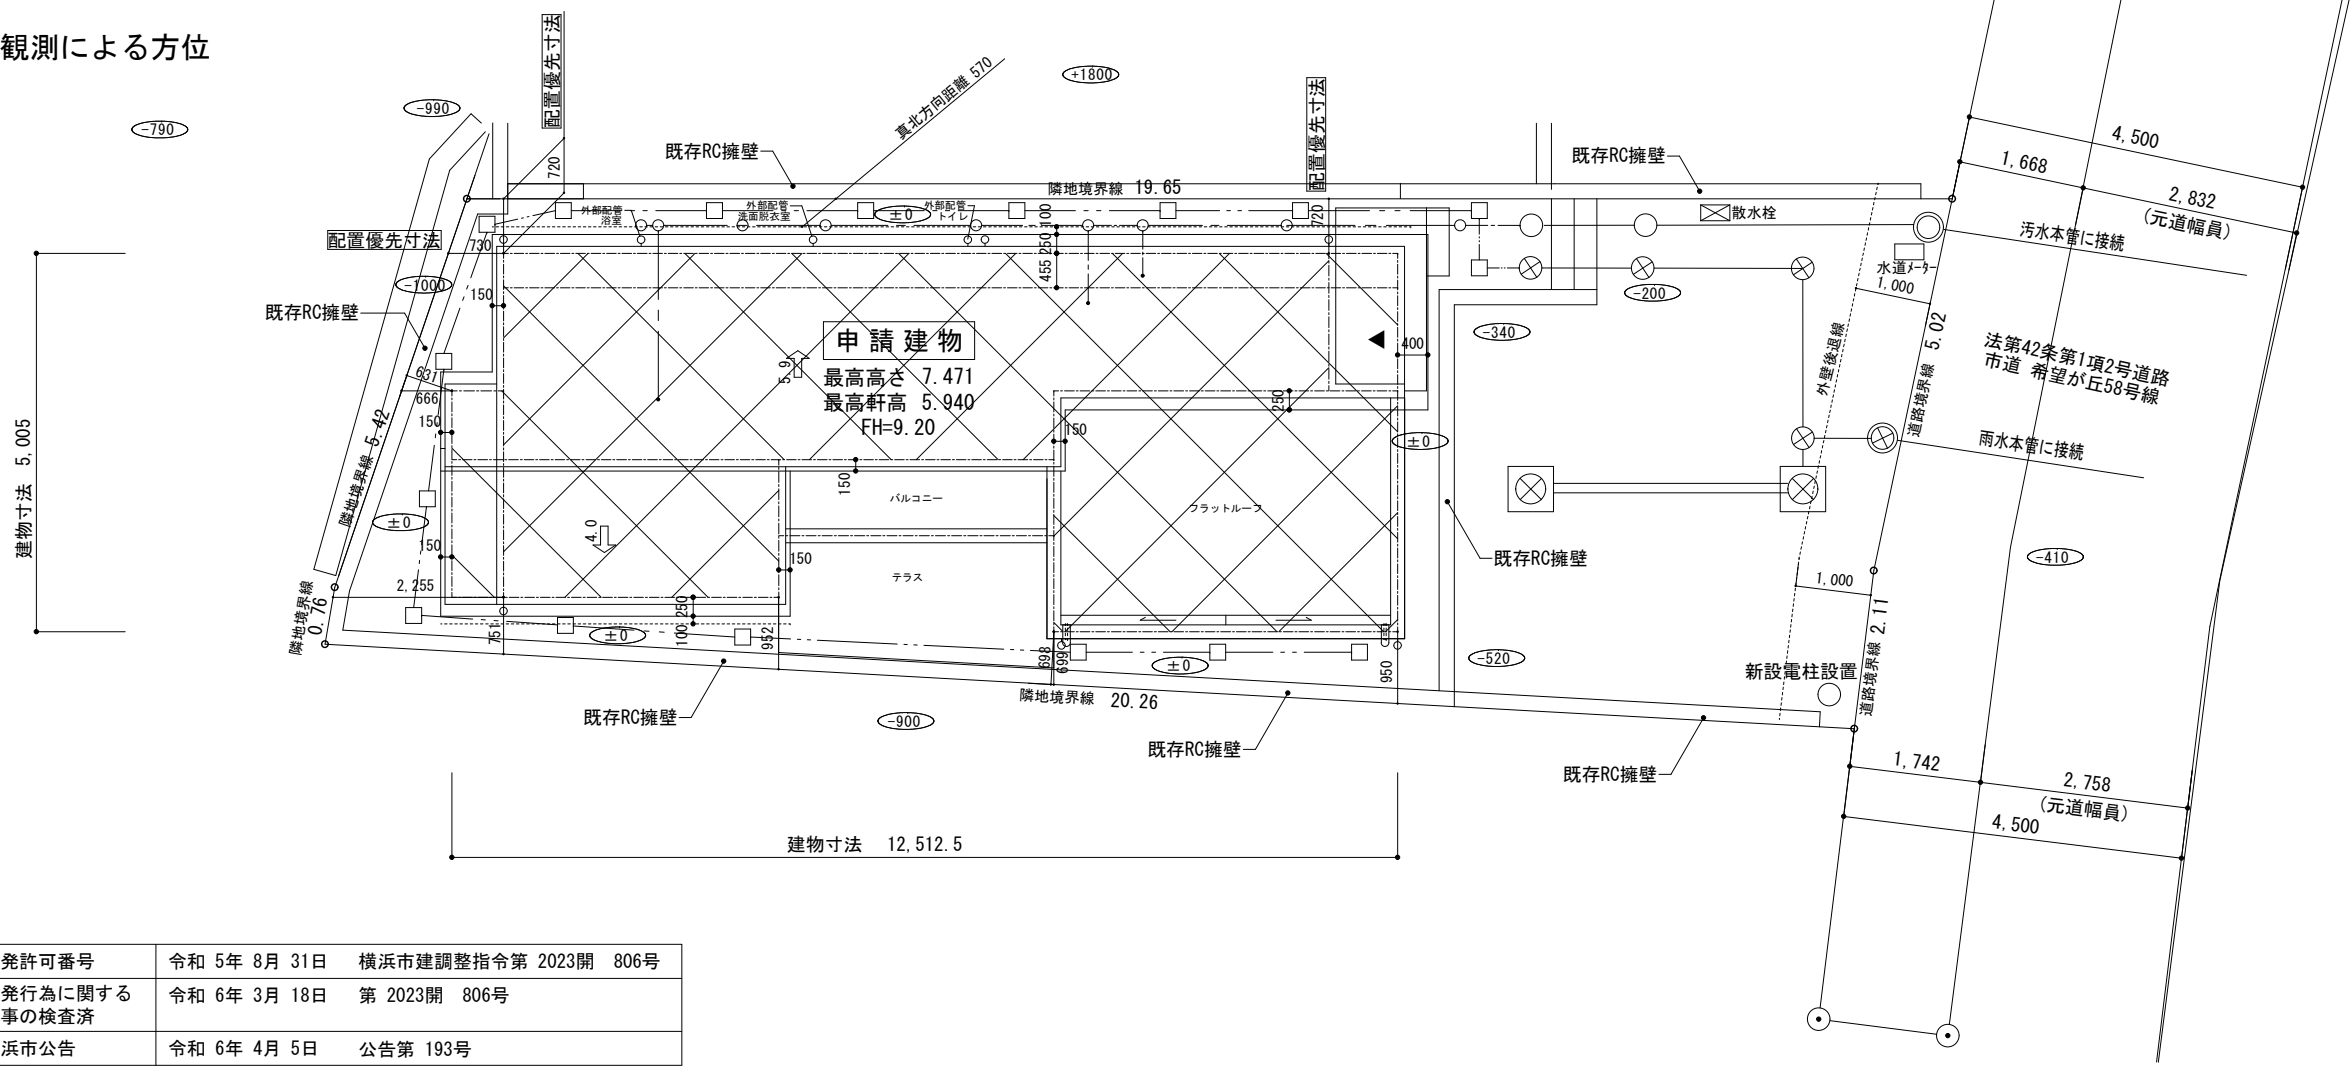 観測による方位
-790
-990
配置優先寸法
720
真北方向距離 570
+1800
配置優先寸法
既存RC擁壁
既存RC擁壁
4,500
1,668
2,832
(元道幅員)
隣地境界線 19.65
外部配管
浴室
外部配管
洗面脱衣室
±0
外部配管
トイレ
100
250
455
720
散水栓
汚水本管に接続
水道メーター
1,000
配置優先寸法
730
-1000
150
既存RC擁壁
-200
-340
400
申請建物
最高高さ 7.471
最高軒高 5.940
FH=9.20
5.9
外壁後退線
道路境界線 5.02
法第42条第1項2号道路
市道 希望が丘58号線
631
666
150
250
150
±0
雨水本管に接続
建物寸法 5,005
隣地境界線 5.42
150
バルコニー
フラットルーフ
±0
4.0
150
150
テラス
既存RC擁壁
-410
2,255
1,000
隣地境界線
0.76
250
100
751
±0
952
698
699
±0
950
-520
道路境界線 2.11
新設電柱設置
隣地境界線 20.26
既存RC擁壁
-900
既存RC擁壁
既存RC擁壁
1,742
2,758
(元道幅員)
4,500
建物寸法 12,512.5
発許可番号 令和 5年 8月 31日 横浜市建調整指令第 2023開 806号
発行為に関する 令和 6年 3月 18日 第 2023開 806号
事の検査済
浜市公告 令和 6年 4月 5日 公告第 193号